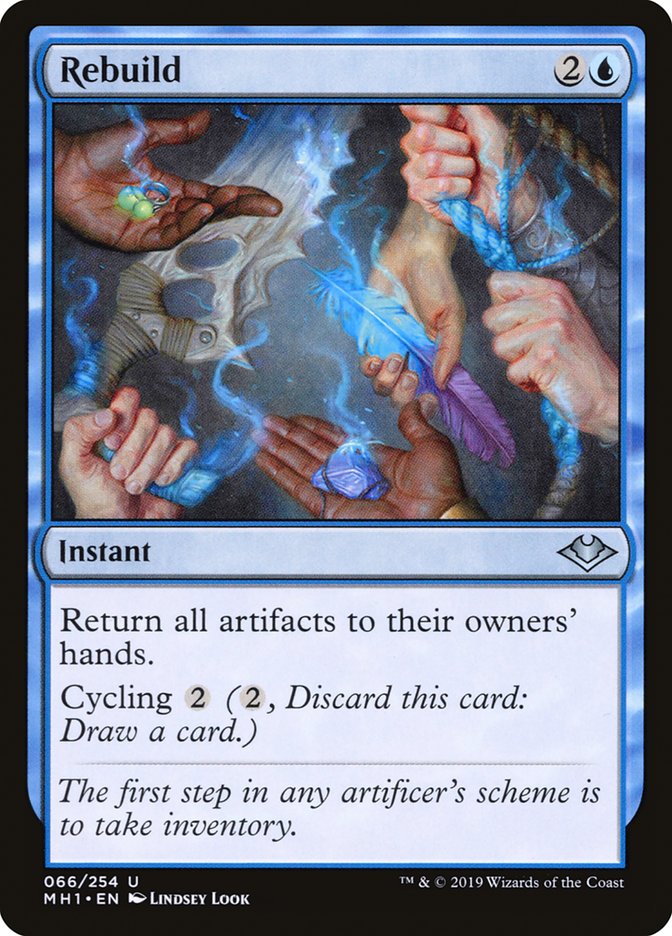 Rebuild 2
Instant
Return all artifacts to their owners'
hands.
Cycling 2 (2, Discard this card:
Draw a card.)
The first step in any artificer's scheme is
to take inventory.
066/254 U
MH1•EN Lindsey Look
™ & © 2019 Wizards of the Coast